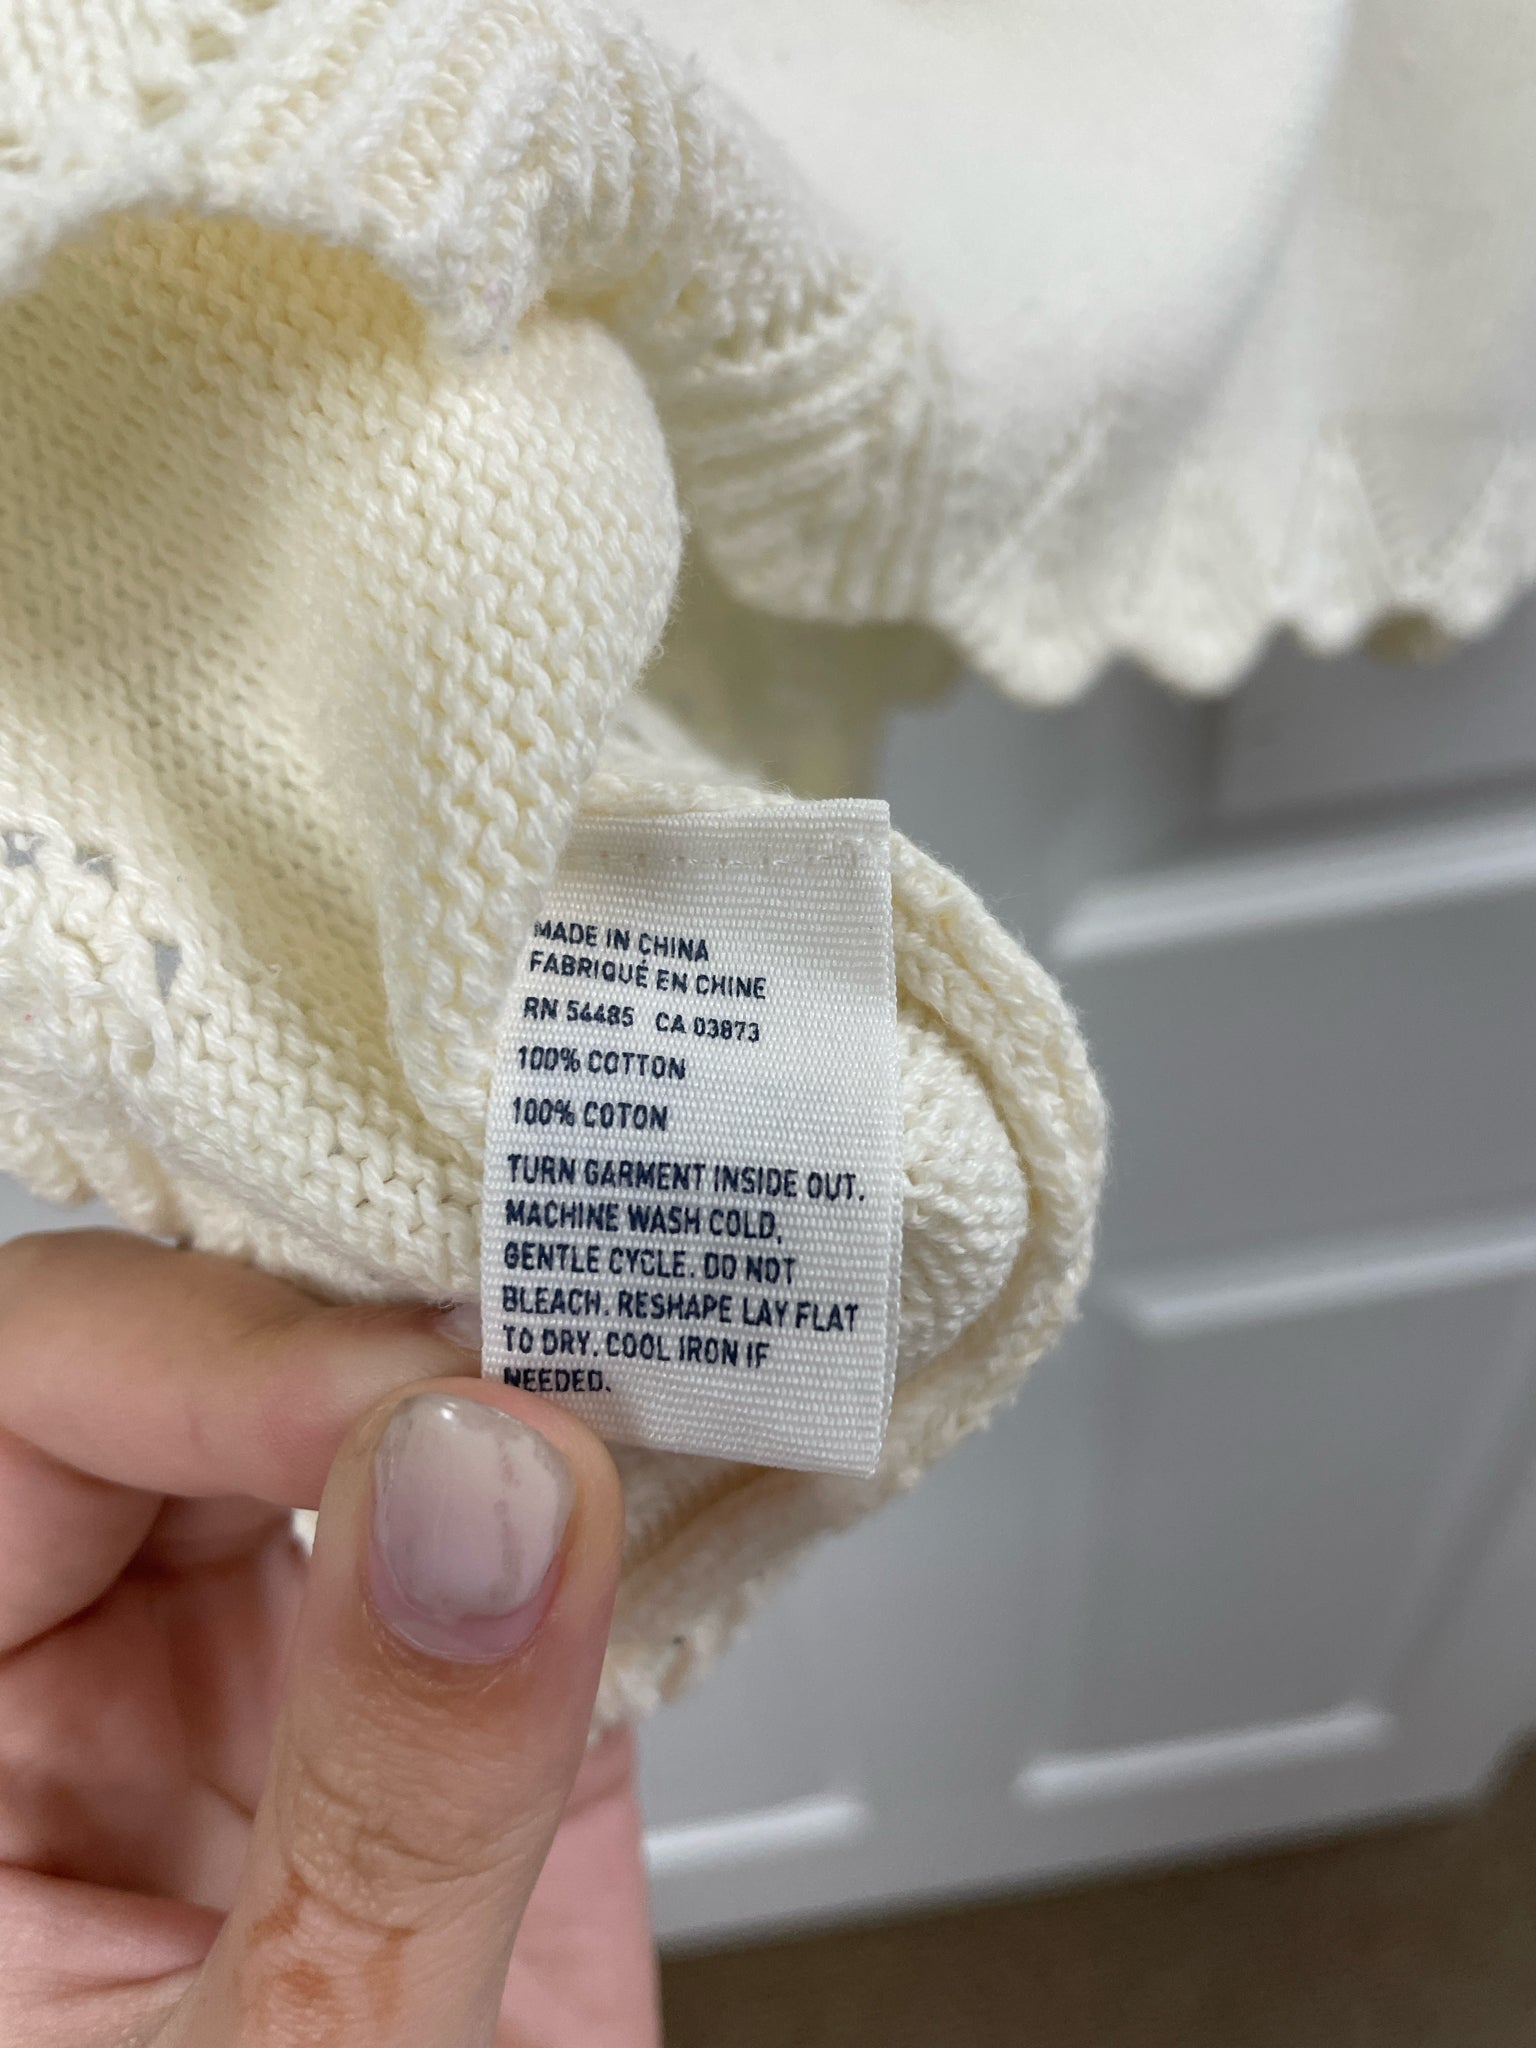 MADE IN CHINA
FABRIQUÉ EN CHINE
RN 54485 CA 03873
100% COTTON
100% COTON
TURN GARMENT INSIDE OUT.
MACHINE WASH COLD,
GENTLE CYCLE. DO NOT
BLEACH. RESHAPE LAY FLAT
TO DRY. COOL IRON IF
NEEDED.